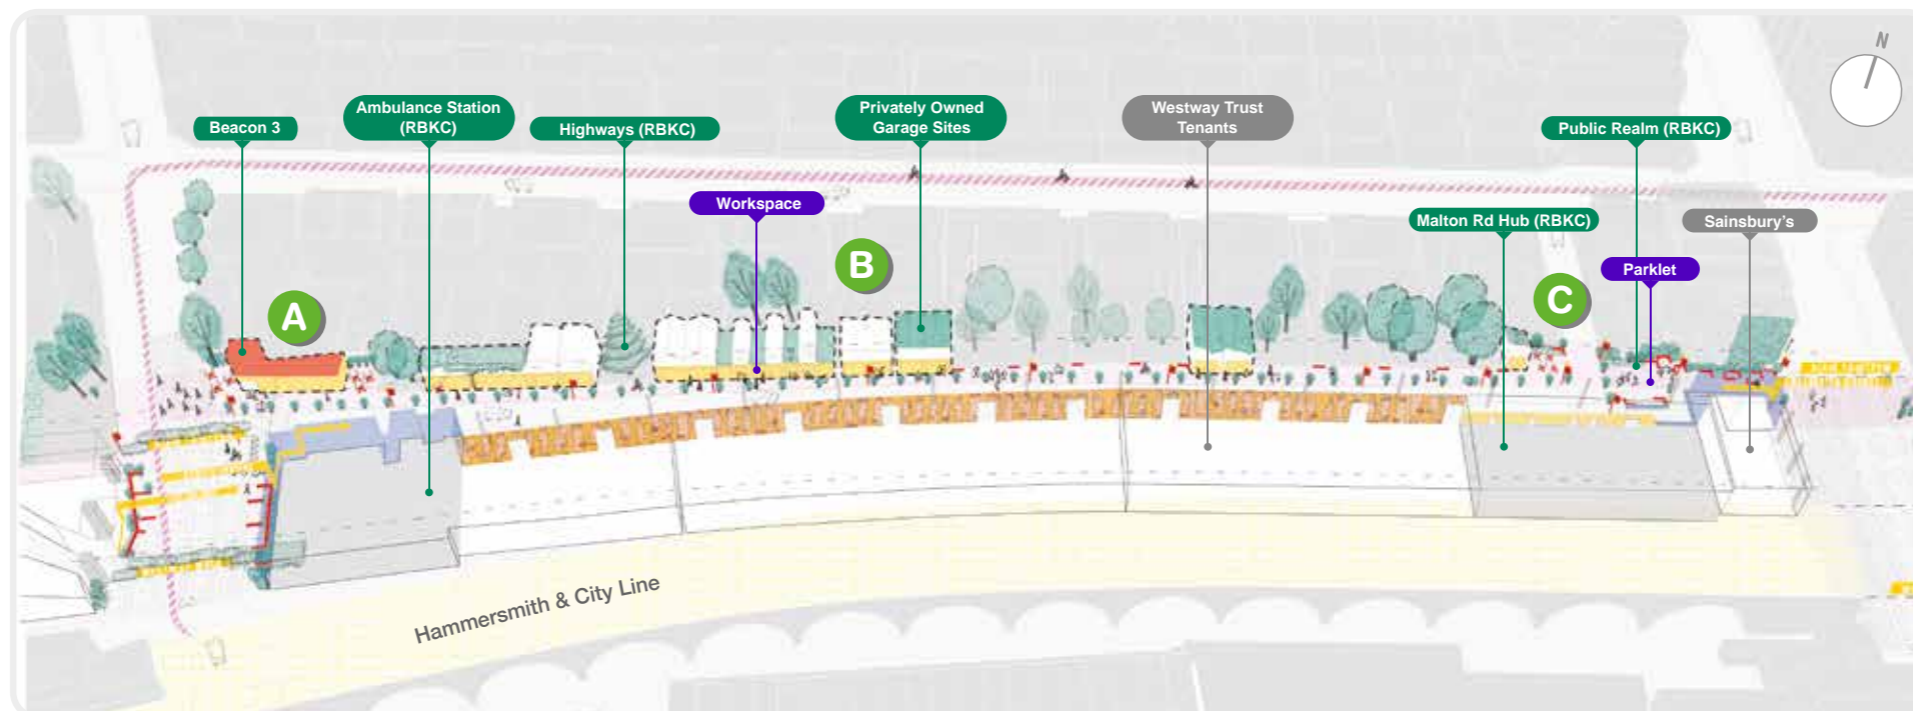 N
Ambulance Station
(RBKC)
Privately Owned
Garage Sites
Westway Trust
Tenants
Beacon 3
Highways (RBKC)
Public Realm (RBKC)
Workspace
Malton Rd Hub (RBKC)
Sainsbury's
B
Parklet
A
C
Hammersmith & City Line